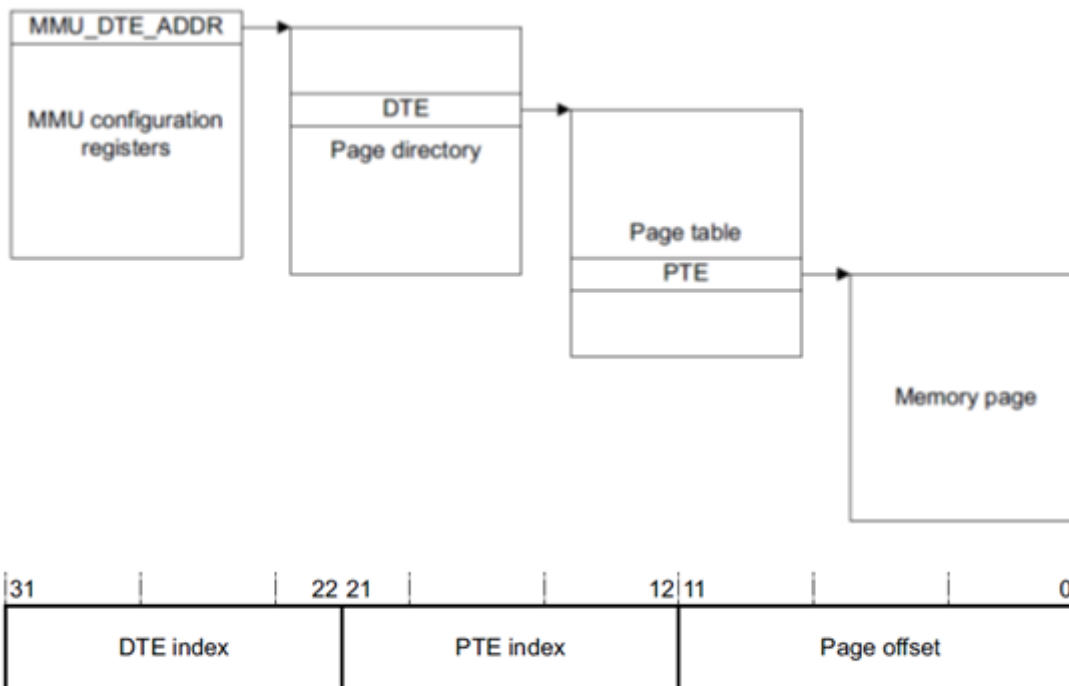 MMU_DTE_ADDR
MMU configuration
registers
DTE
Page directory
Page table
PTE
Memory page
31 22 21 12 11 0
DTE index PTE index Page offset